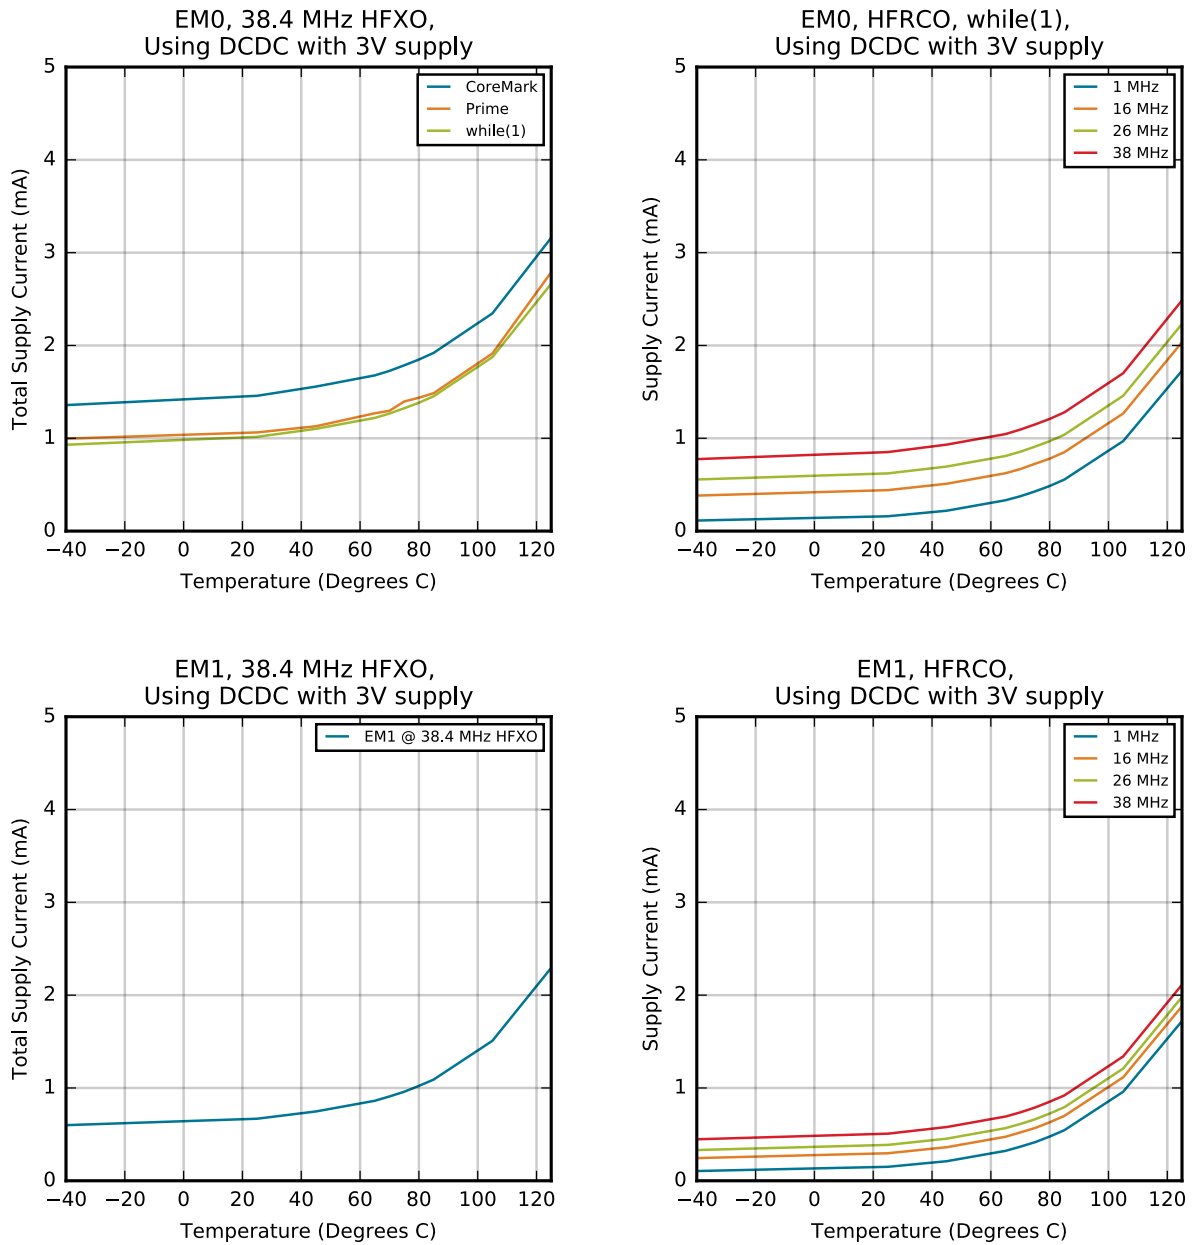 EM0, 38.4 MHz HFXO,
Using DCDC with 3V supply
5
4
3
2
1
0
Total Supply Current (mA)
CoreMark
Prime
while(1)
−40 −20 0 20 40 60 80 100 120
Temperature (Degrees C)
EM0, HFRCO, while(1),
Using DCDC with 3V supply
5
4
3
2
1
0
Supply Current (mA)
1 MHz
16 MHz
26 MHz
38 MHz
−40 −20 0 20 40 60 80 100 120
Temperature (Degrees C)
EM1, 38.4 MHz HFXO,
Using DCDC with 3V supply
5
4
3
2
1
0
Total Supply Current (mA)
EM1 @ 38.4 MHz HFXO
−40 −20 0 20 40 60 80 100 120
Temperature (Degrees C)
EM1, HFRCO,
Using DCDC with 3V supply
5
4
3
2
1
0
Supply Current (mA)
1 MHz
16 MHz
26 MHz
38 MHz
−40 −20 0 20 40 60 80 100 120
Temperature (Degrees C)